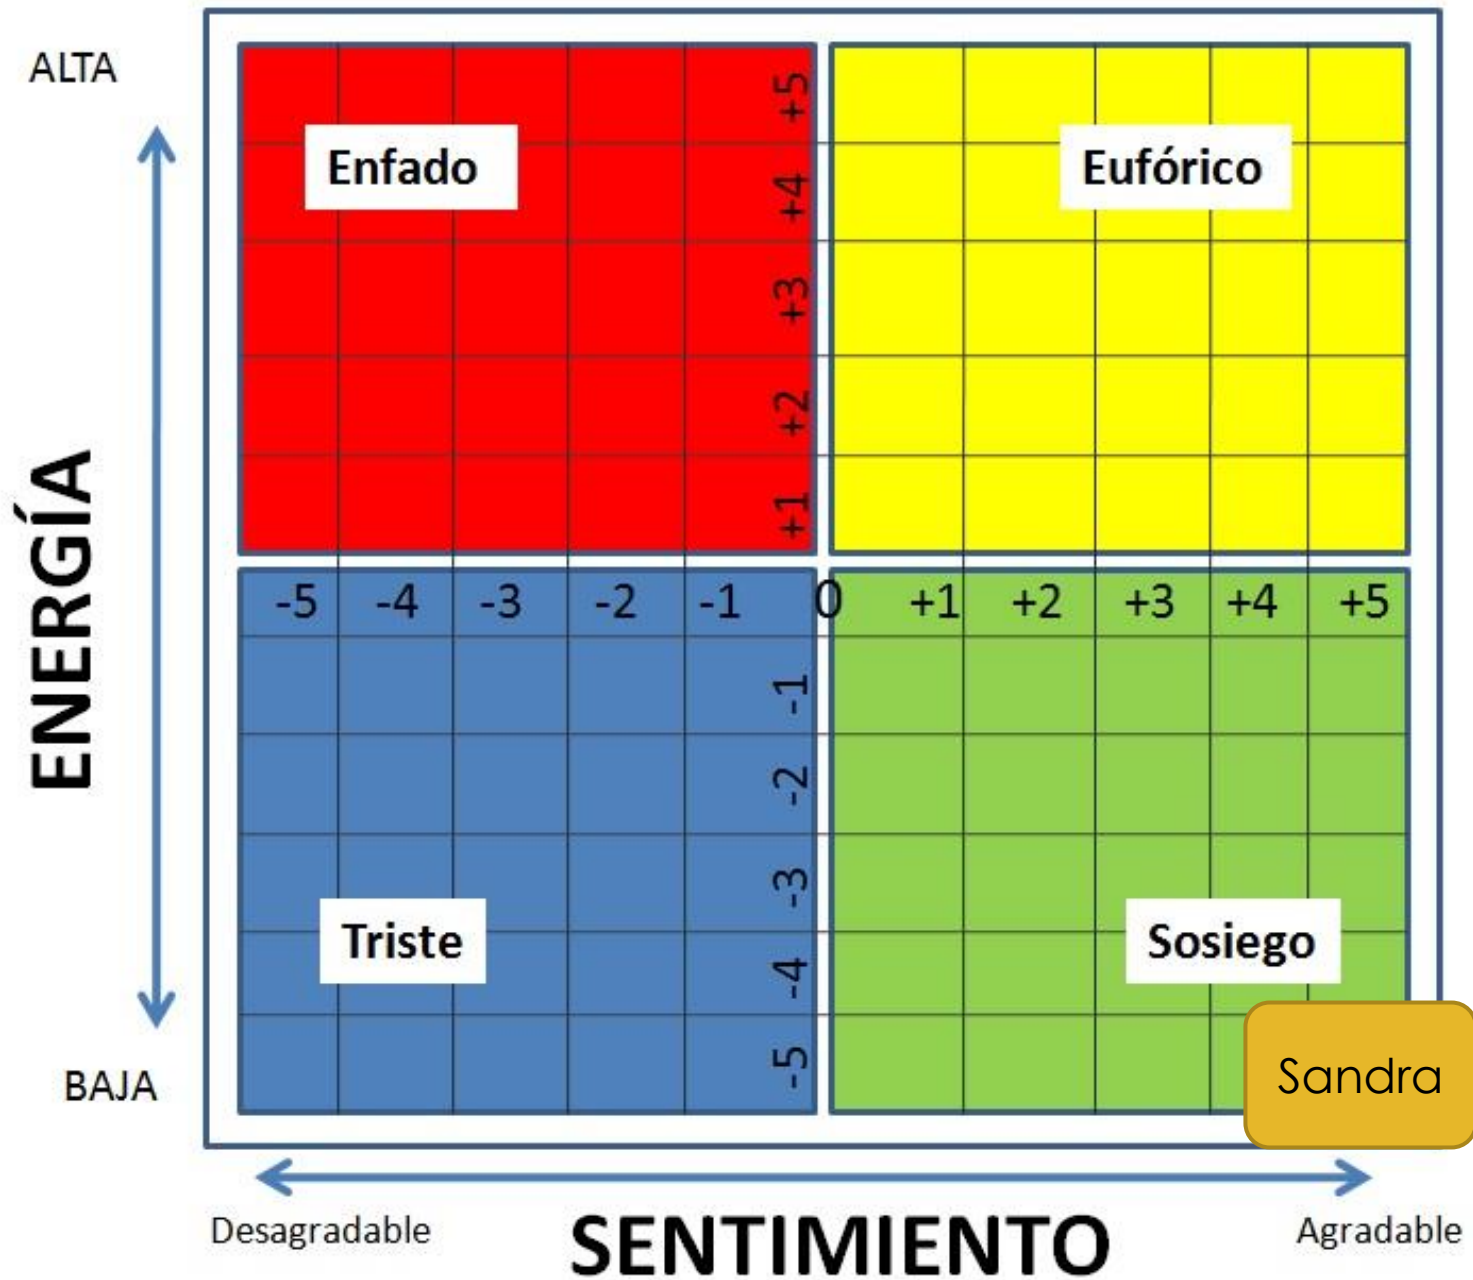 ALTA
Enfado
Eufórico
+5
+4
+3
+2
+1
ENERGÍA
-5 -4 -3 -2 -1 0 +1 +2 +3 +4 +5
-1
-2
-3
-4
-5
Triste
Sosiego
Sandra
BAJA
Desagradable
SENTIMIENTO
Agradable